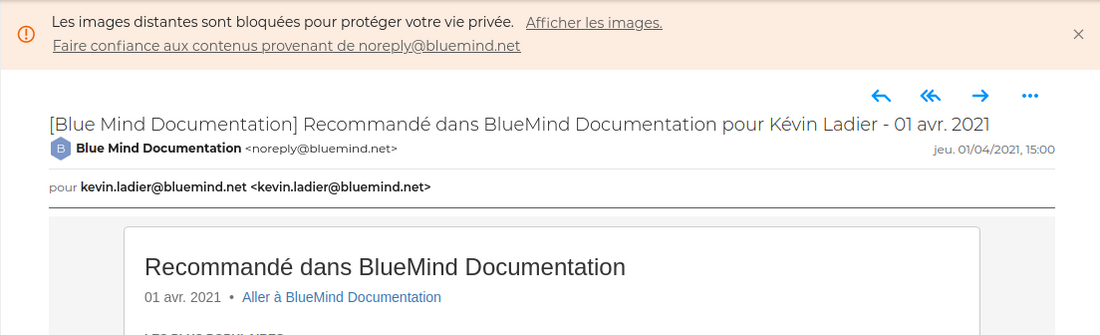 Les images distantes sont bloquées pour protéger votre vie privée. Afficher les images.
Faire confiance aux contenus provenant de noreply@bluemind.net
[Blue Mind Documentation] Recommandé dans BlueMind Documentation pour Kévin Ladier - 01 avr. 2021
B Blue Mind Documentation <noreply@bluemind.net> jeu. 01/04/2021, 15:00
pour kevin.ladier@bluemind.net <kevin.ladier@bluemind.net>
Recommandé dans BlueMind Documentation
01 avr. 2021 • Aller à BlueMind Documentation